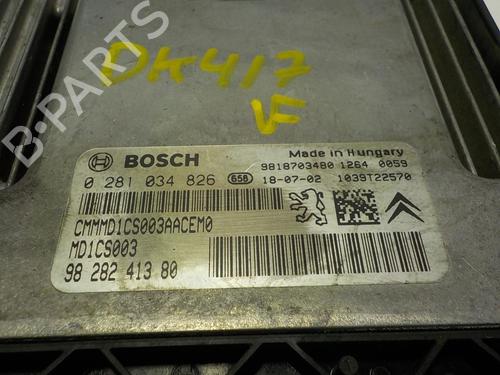 DK417
V
BOSCH
Made in Hungary
9818703480 1264 0059
0 281 034 826 658 18-07-02 1039T22570
CMMMD1CS003AACEM0
MD1CS003
98 282 413 80
B-PARTS